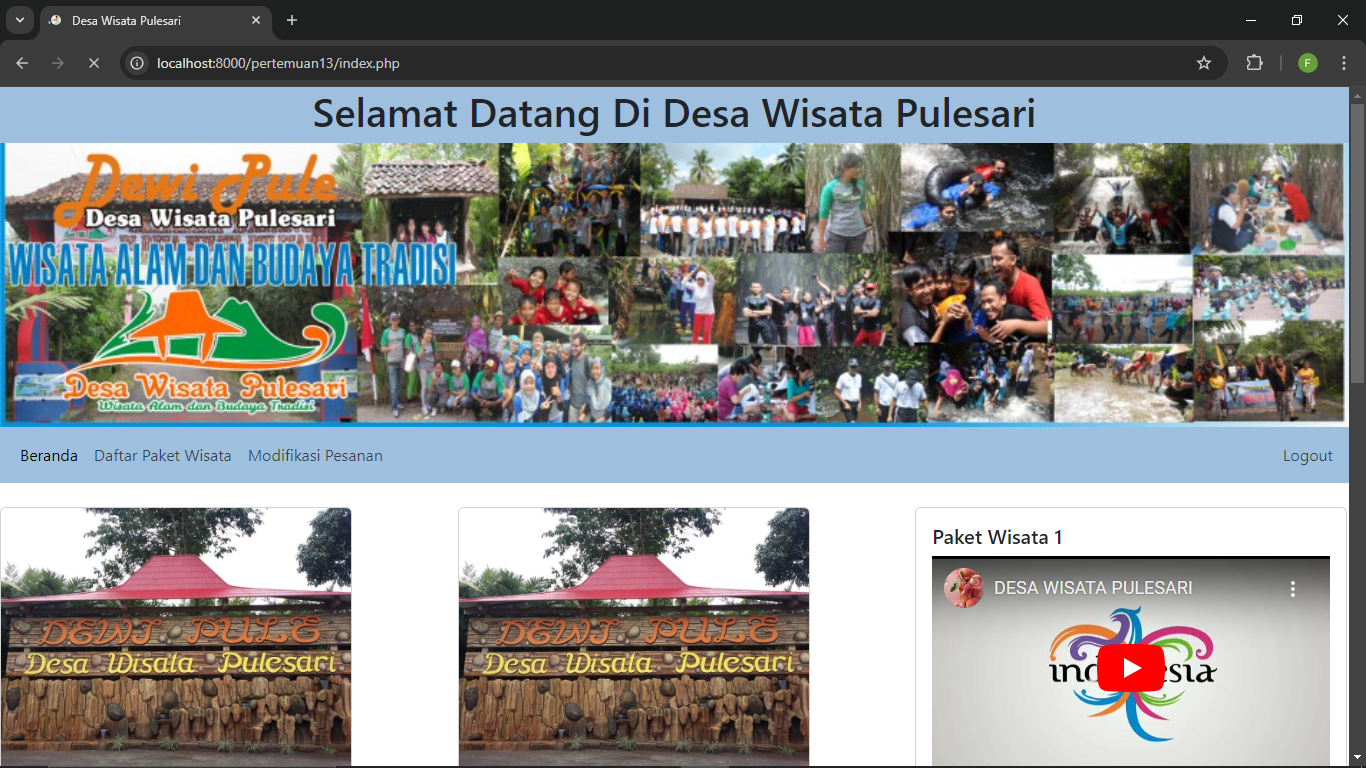 Desa Wisata Pulesari
localhost:8000/pertemuan13/index.php
F
Selamat Datang Di Desa Wisata Pulesari
Dewi Pule
Desa Wisata Pulesari
WISATA ALAM DAN BUDAYA TRADISI
Desa Wisata Pulesari
Wisata Alam dan Budaya Tradisi
Beranda Daftar Paket Wisata Modifikasi Pesanan Logout
DEWI PULE
Desa Wisata Pulesari
DEWI PULE
Desa Wisata Pulesari
Paket Wisata 1
DESA WISATA PULESARI